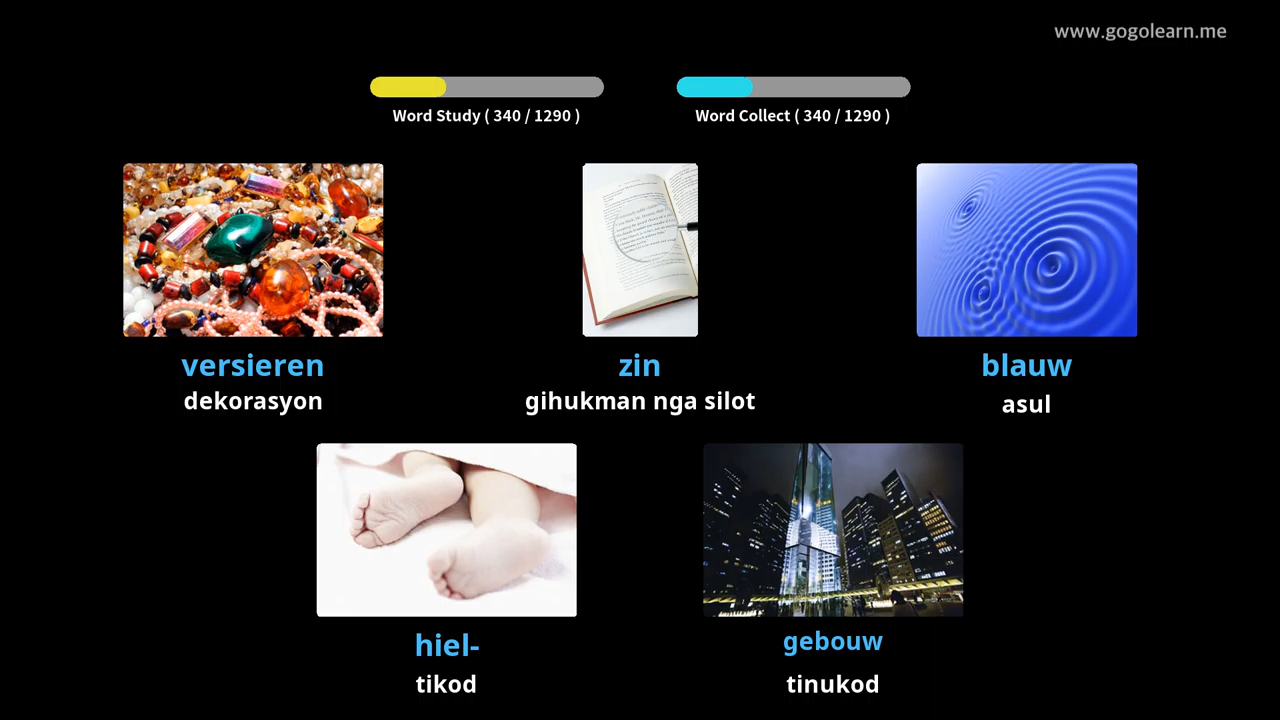 www.gogolearn.me
Word Study ( 340 / 1290 )
Word Collect ( 340 / 1290 )
versieren
dekorasyon
zin
gihukman nga silot
blauw
asul
hiel-
tikod
gebouw
tinukod